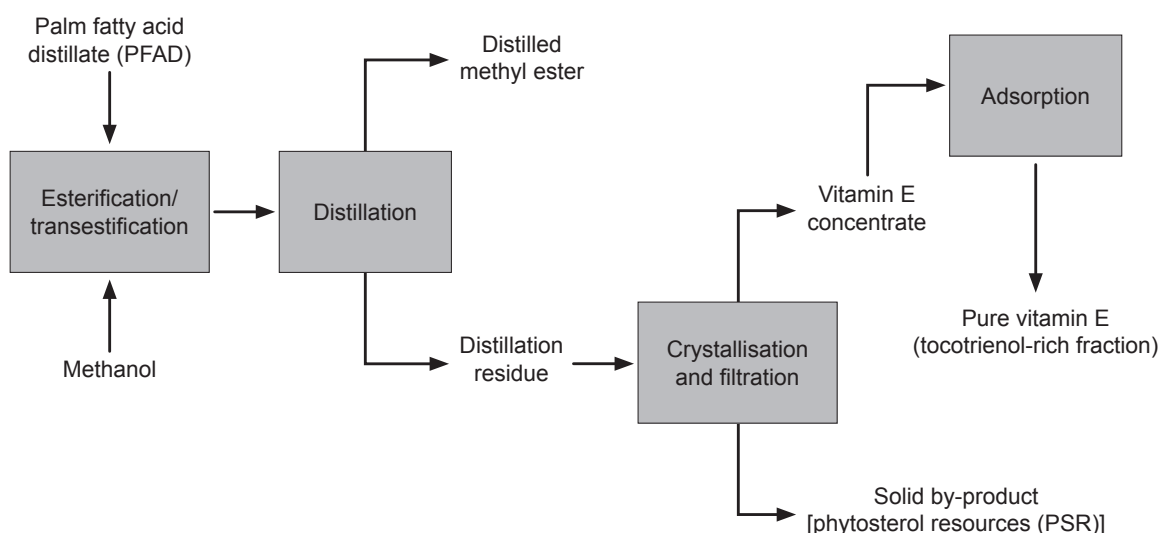 Palm fatty acid
distillate (PFAD)
Esterification/
transestification
Methanol
Distillation
Distilled
methyl ester
Distillation
residue
Crystallisation
and filtration
Vitamin E
concentrate
Adsorption
Pure vitamin E
(tocotrienol-rich fraction)
Solid by-product
[phytosterol resources (PSR)]